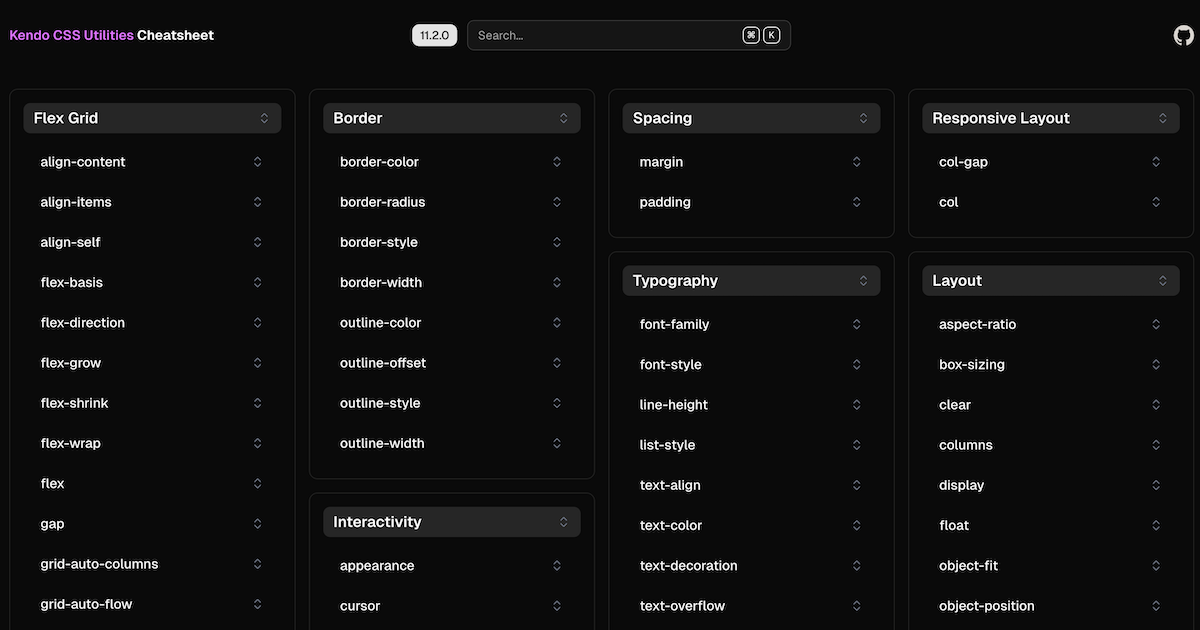 Kendo CSS Utilities Cheatsheet
11.2.0
Search...
⌘ K
Flex Grid
align-content
align-items
align-self
flex-basis
flex-direction
flex-grow
flex-shrink
flex-wrap
flex
gap
grid-auto-columns
grid-auto-flow
Border
border-color
border-radius
border-style
border-width
outline-color
outline-offset
outline-style
outline-width
Interactivity
appearance
cursor
Spacing
margin
padding
Typography
font-family
font-style
line-height
list-style
text-align
text-color
text-decoration
text-overflow
Responsive Layout
col-gap
col
Layout
aspect-ratio
box-sizing
clear
columns
display
float
object-fit
object-position